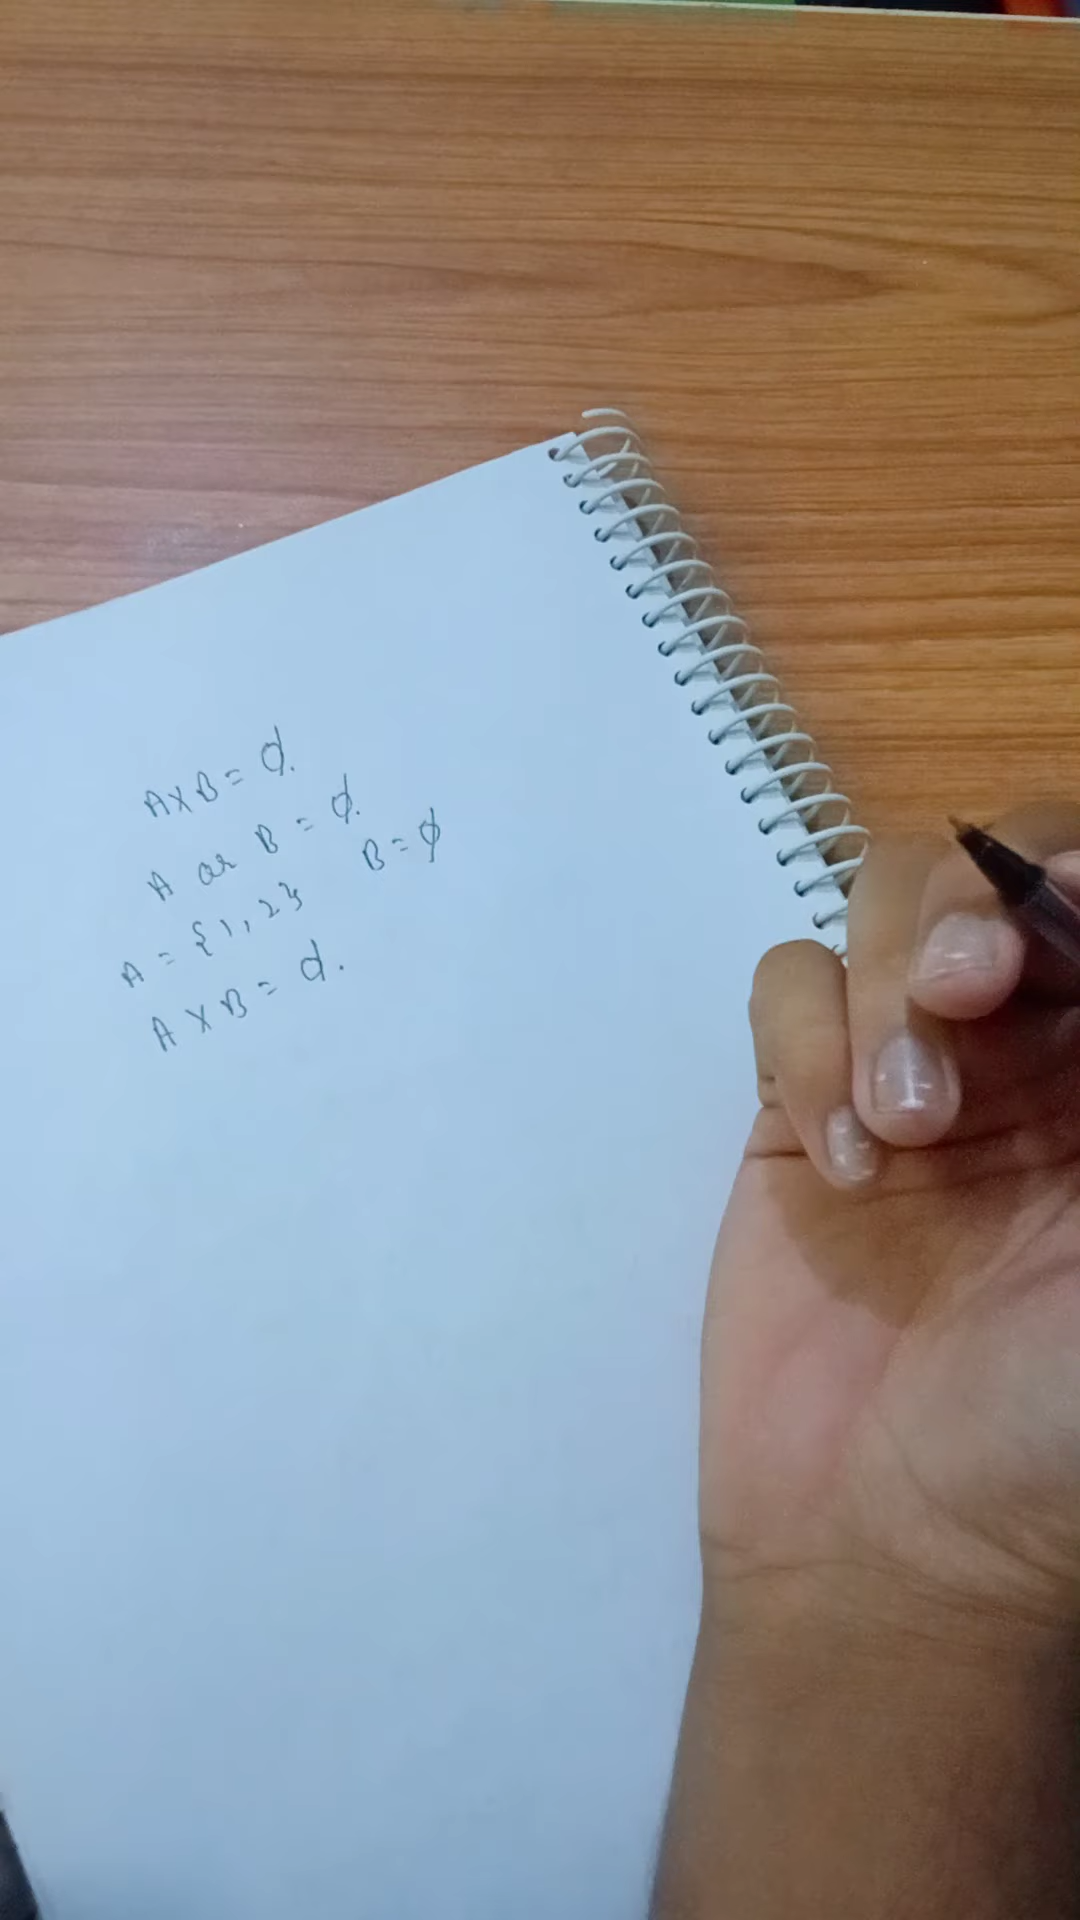 A×B = ϕ.
A or B = ϕ.
A = {1, 2} B = ϕ
A × B = ϕ.